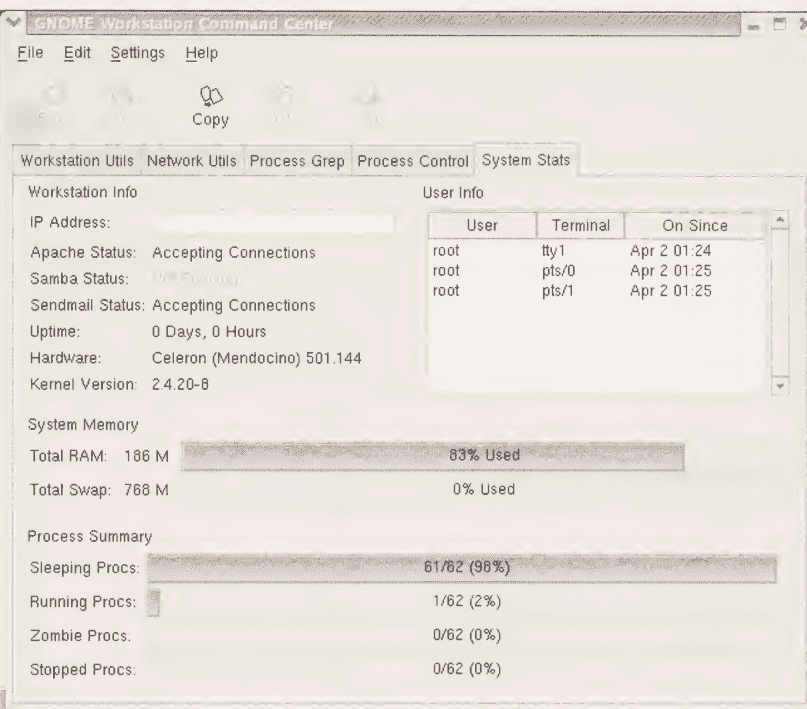 GNOME Workstation Command Center
File Edit Settings Help
Copy
Workstation Utils Network Utils Process Grep Process Control System Stats
Workstation Info
IP Address:
Apache Status: Accepting Connections
Samba Status:
Sendmail Status: Accepting Connections
Uptime: 0 Days, 0 Hours
Hardware: Celeron (Mendocino) 501.144
Kernel Version: 2.4.20-8
User Info
User Terminal On Since
root tty1 Apr 2 01:24
root pts/0 Apr 2 01:25
root pts/1 Apr 2 01:25
System Memory
Total RAM: 186 M 83% Used
Total Swap: 768 M 0% Used
Process Summary
Sleeping Procs: 61/62 (98%)
Running Procs: 1/62 (2%)
Zombie Procs: 0/62 (0%)
Stopped Procs: 0/62 (0%)